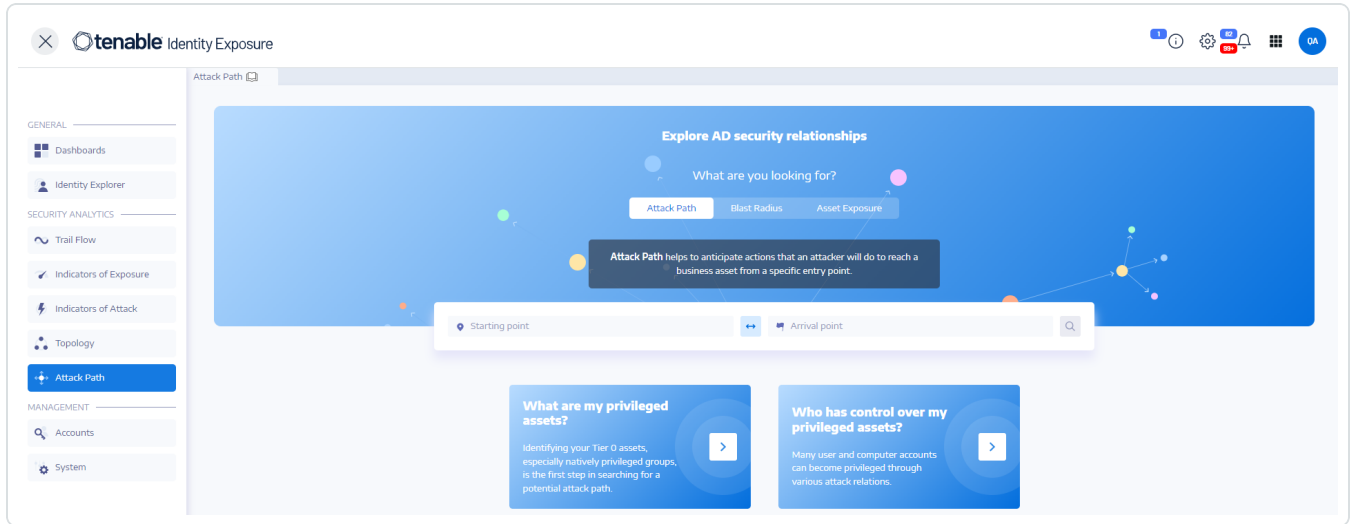 tenable Identity Exposure
1
82
99+
QA
Attack Path
GENERAL
Dashboards
Identity Explorer
SECURITY ANALYTICS
Trail Flow
Indicators of Exposure
Indicators of Attack
Topology
Attack Path
MANAGEMENT
Accounts
System
Explore AD security relationships
What are you looking for?
Attack Path Blast Radius Asset Exposure
Attack Path helps to anticipate actions that an attacker will do to reach a
business asset from a specific entry point.
Starting point
Arrival point
What are my privileged
assets?
Identifying your Tier 0 assets,
especially natively privileged groups,
is the first step in searching for a
potential attack path.
Who has control over my
privileged assets?
Many user and computer accounts
can become privileged through
various attack relations.